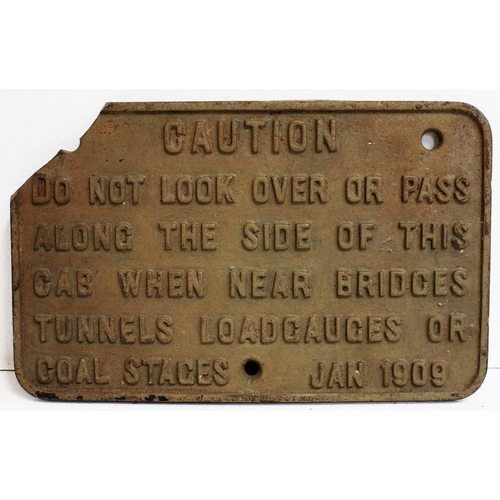 CAUTION
DO NOT LOOK OVER OR PASS
ALONG THE SIDE OF THIS
CAB WHEN NEAR BRIDGES
TUNNELS LOADGAUGES OR
COAL STAGES JAN 1909